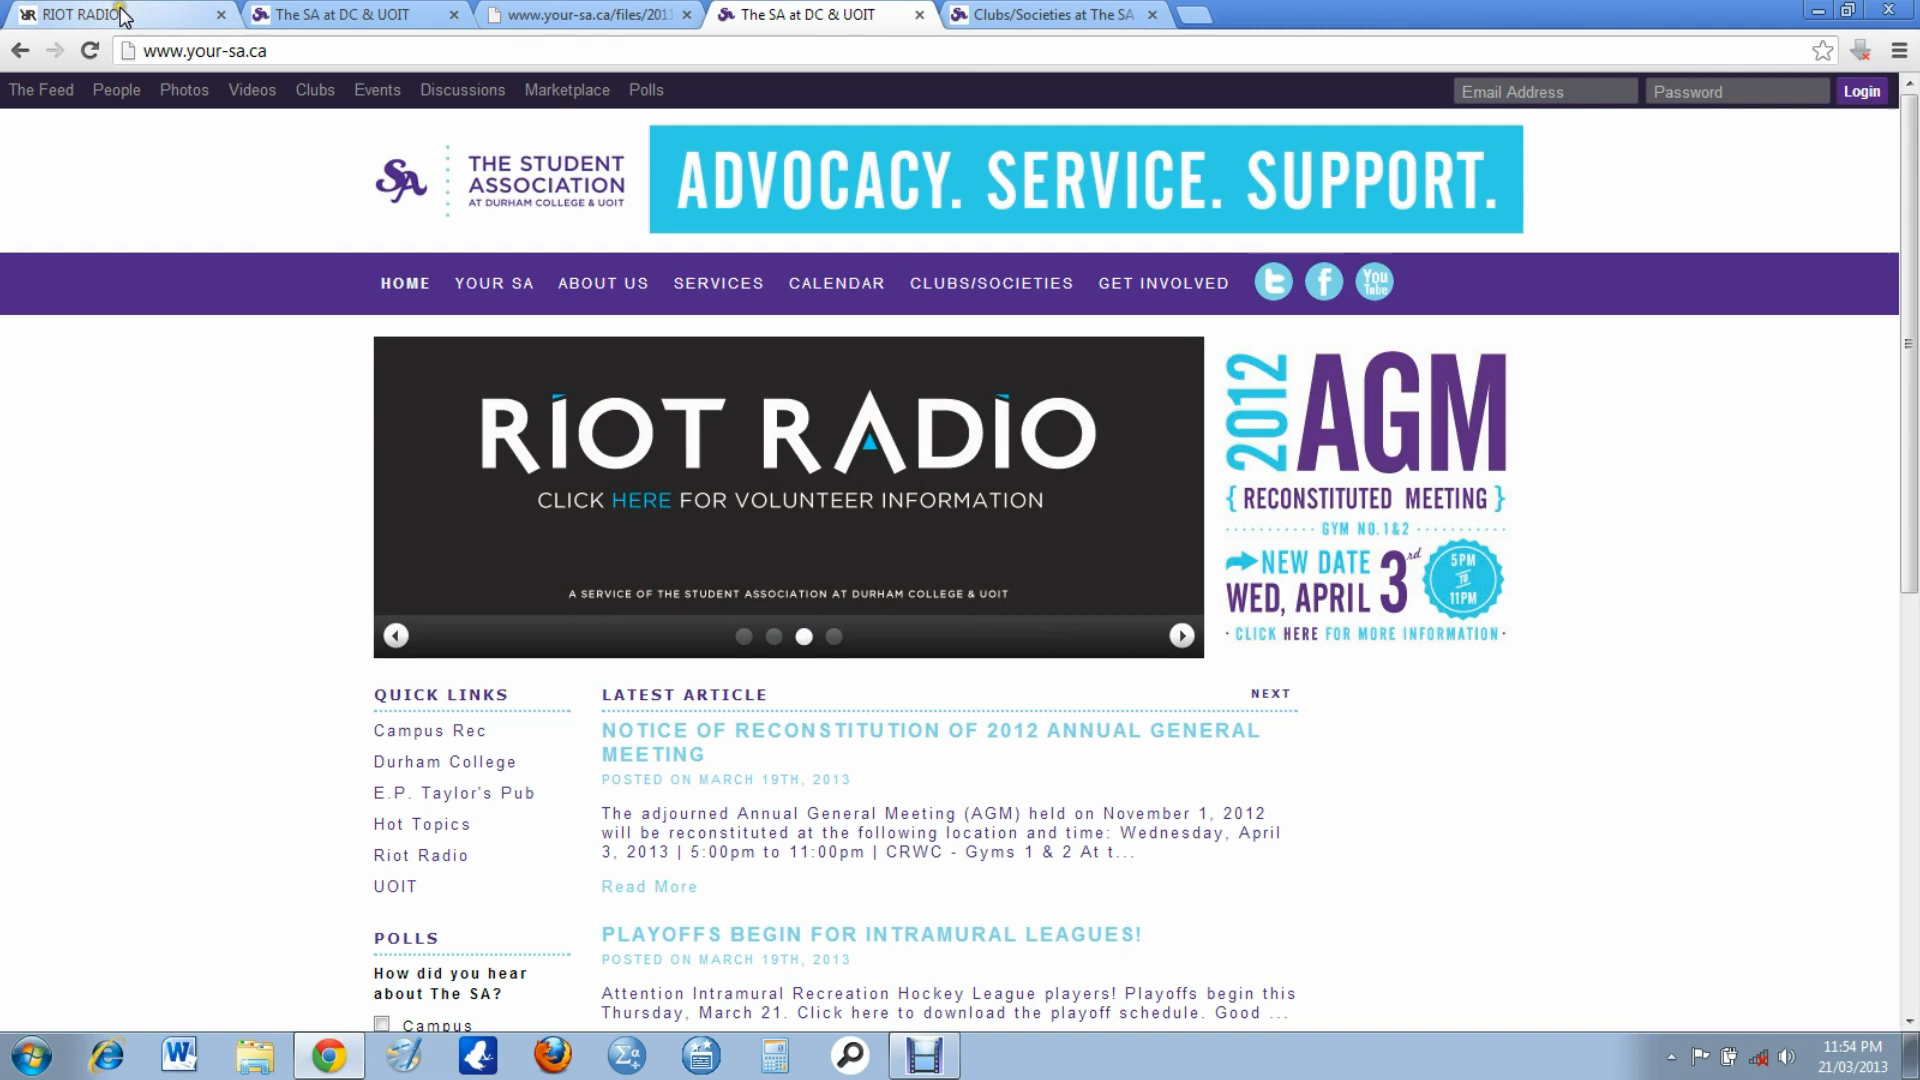 RIOT RADIO
The SA at DC & UOIT
www.your-sa.ca/files/201
The SA at DC & UOIT
Clubs/Societies at The SA
www.your-sa.ca
The Feed People Photos Videos Clubs Events Discussions Marketplace Polls
Email Address Password Login
SA
THE STUDENT
ASSOCIATION
AT DURHAM COLLEGE & UOIT
ADVOCACY. SERVICE. SUPPORT.
HOME YOUR SA ABOUT US SERVICES CALENDAR CLUBS/SOCIETIES GET INVOLVED
You
Tube
RIOT RADIO
CLICK HERE FOR VOLUNTEER INFORMATION
A SERVICE OF THE STUDENT ASSOCIATION AT DURHAM COLLEGE & UOIT
2012 AGM
{ RECONSTITUTED MEETING }
GYM NO.1&2
NEW DATE
WED, APRIL 3rd
5PM
TO
11PM
· CLICK HERE FOR MORE INFORMATION ·
QUICK LINKS
Campus Rec
Durham College
E.P. Taylor's Pub
Hot Topics
Riot Radio
UOIT
POLLS
How did you hear
about The SA?
Campus
LATEST ARTICLE NEXT
NOTICE OF RECONSTITUTION OF 2012 ANNUAL GENERAL
MEETING
POSTED ON MARCH 19TH, 2013
The adjourned Annual General Meeting (AGM) held on November 1, 2012
will be reconstituted at the following location and time: Wednesday, April
3, 2013 | 5:00pm to 11:00pm | CRWC - Gyms 1 & 2 At t...
Read More
PLAYOFFS BEGIN FOR INTRAMURAL LEAGUES!
POSTED ON MARCH 19TH, 2013
Attention Intramural Recreation Hockey League players! Playoffs begin this
Thursday, March 21. Click here to download the playoff schedule. Good ...
11:54 PM
21/03/2013